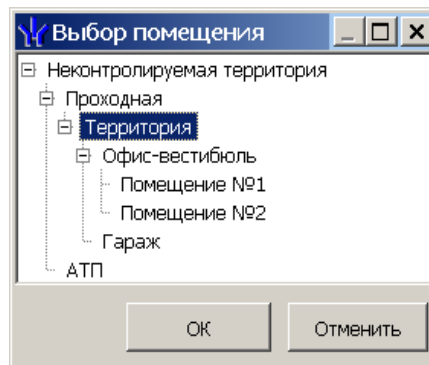 Выбор помещения
Неконтролируемая территория
Проходная
Территория
Офис-вестибюль
Помещение №1
Помещение №2
Гараж
АТП
ОК
Отменить